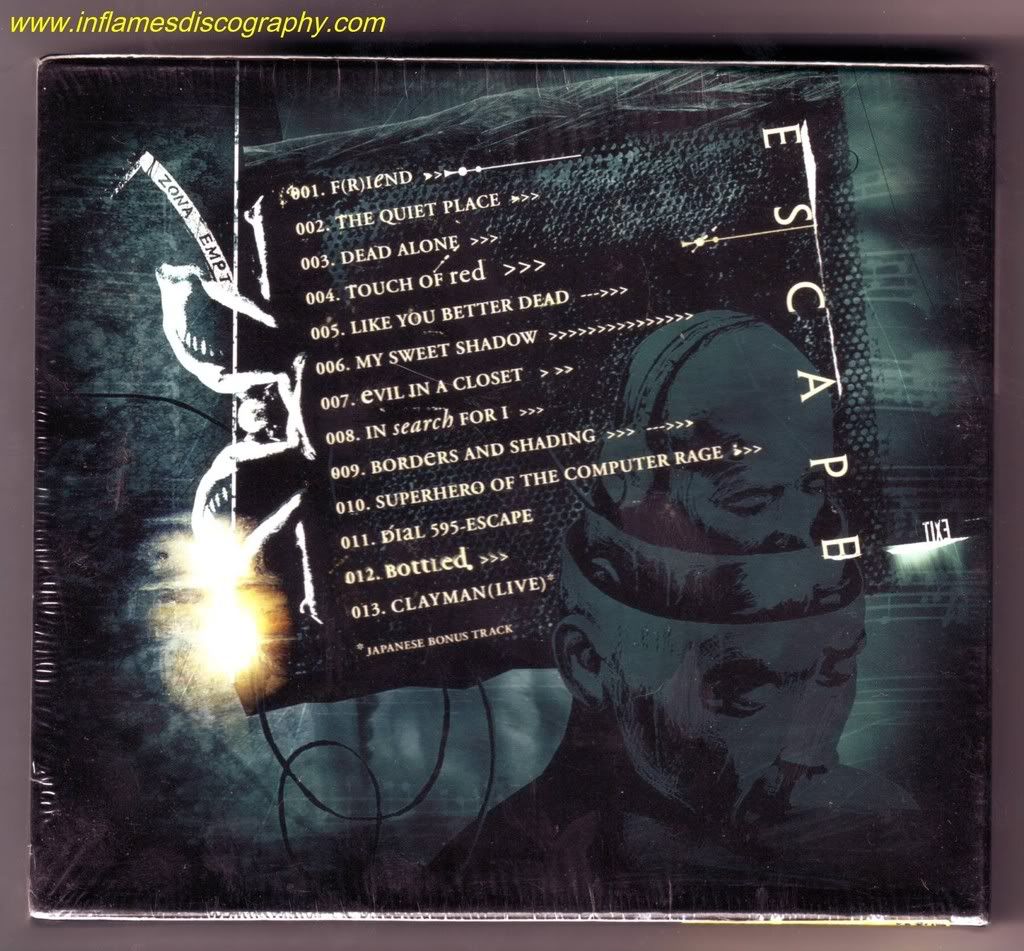 www.inflamesdiscography.com
ZONA EMPT
001. F(R)IeND >>
002. THE QUIET PLACE >>>
003. DEAD ALONE >>>
004. TOUCH OF red >>>
005. LIKE YOU BETTER DEAD --->>>
006. MY SWEET SHADOW >>>>>>>>>>>>>>>
007. eVIL IN A CLOSET > >>
008. IN search FOR I >>>
009. BORDeRS AND SHADING >>> --->>>
010. SUPERHERO OF THE COMPUTER RAGE >>>
011. DIAL 595-ESCAPE
012. BOTTLED. >>>
013. CLAYMAN(LIVE)*
*JAPANESE BONUS TRACK
ESCAPE
EXIT